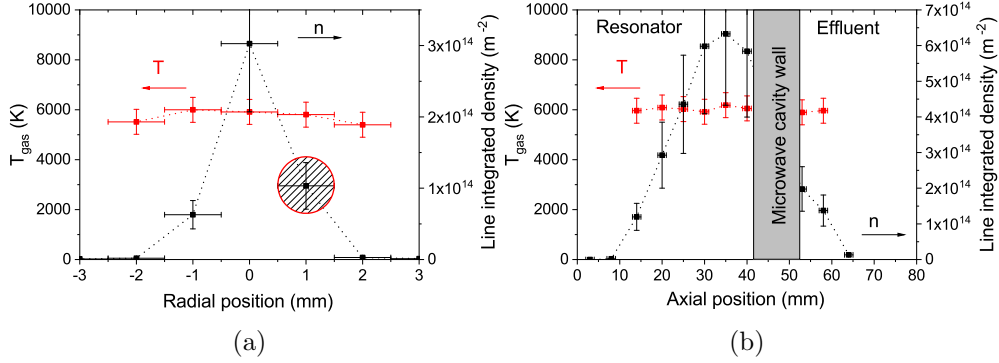 10000
8000
6000
4000
2000
0
T_gas (K)
T
n
3x10^14
2x10^14
1x10^14
0
Line integrated density (m^-2)
-3 -2 -1 0 1 2 3
Radial position (mm)
(a)
10000
8000
6000
4000
2000
0
T_gas (K)
Resonator
Effluent
T
Microwave cavity wall
n
7x10^14
6x10^14
5x10^14
4x10^14
3x10^14
2x10^14
1x10^14
0
Line integrated density (m^-2)
0 10 20 30 40 50 60 70 80
Axial position (mm)
(b)